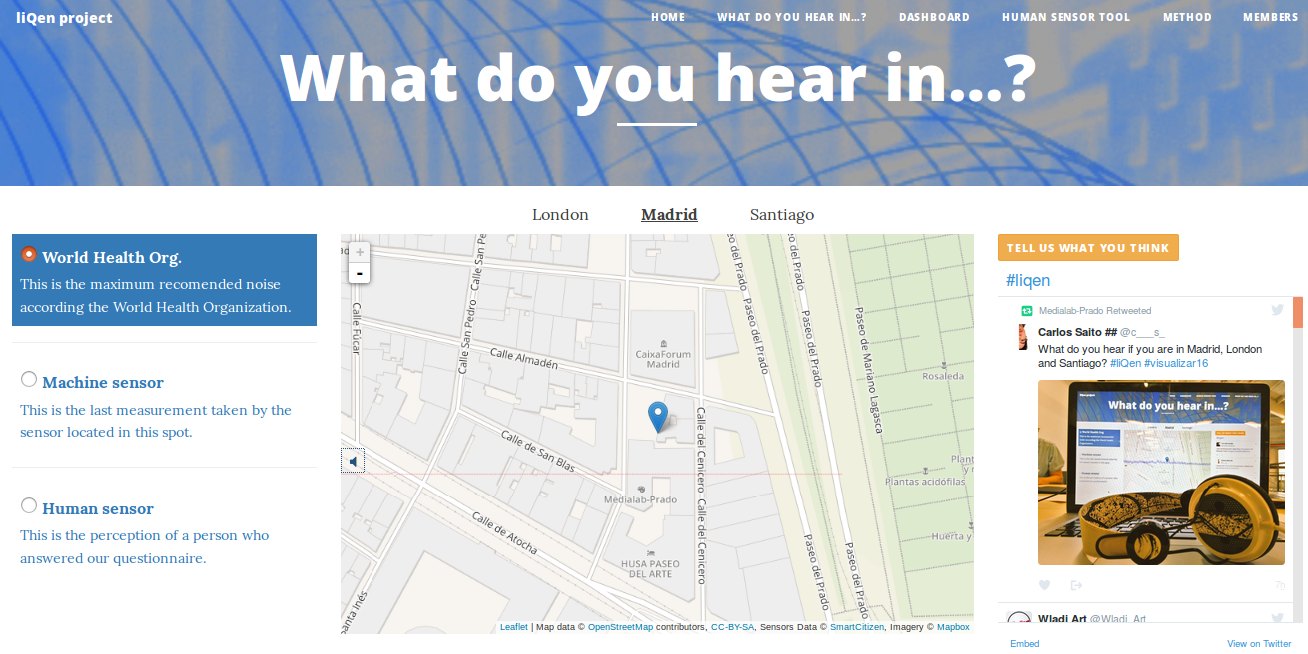 liQen project
HOME WHAT DO YOU HEAR IN...? DASHBOARD HUMAN SENSOR TOOL METHOD MEMBERS
What do you hear in...?
London Madrid Santiago
World Health Org.
This is the maximum recomended noise
according the World Health Organization.
Machine sensor
This is the last measurement taken by the
sensor located in this spot.
Human sensor
This is the perception of a person who
answered our questionnaire.
+
-
Calle San Pedro
Calle San Pe
Calle Fúcar
Calle Almadén
CaixaForum
Madrid
Calle de San Blas
Medialab-Prado
Calle de Atocha
HUSA PASEO
DEL ARTE
Calle del Cenicero
Calle del Cenicero
eo del Prado
Paseo del Prado
eo del Prado
Paseo del Prado
Paseo de Mariano Lagasca
Paseo del Prado
Paseo del Prado
Rosaleda
Plant
y r
Plantas acidófilas
Huerta y
anta Inés
Leaflet | Map data © OpenStreetMap contributors, CC-BY-SA, Sensors Data © SmartCitizen, Imagery © Mapbox
TELL US WHAT YOU THINK
#liqen
Medialab-Prado Retweeted
Carlos Saito ## @c___s_
What do you hear if you are in Madrid, London
and Santiago? #liQen #visualizar16
What do you hear in...?
7h
Wladi Art @Wladi_Art
Embed View on Twitter